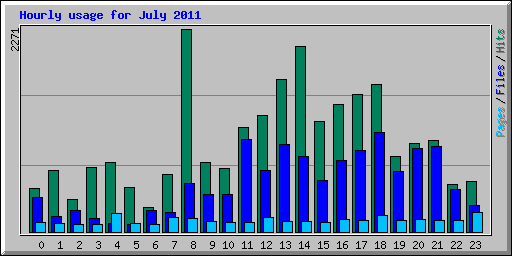 Hourly usage for July 2011
2271
Pages / Files / Hits
0 1 2 3 4 5 6 7 8 9 10 11 12 13 14 15 16 17 18 19 20 21 22 23